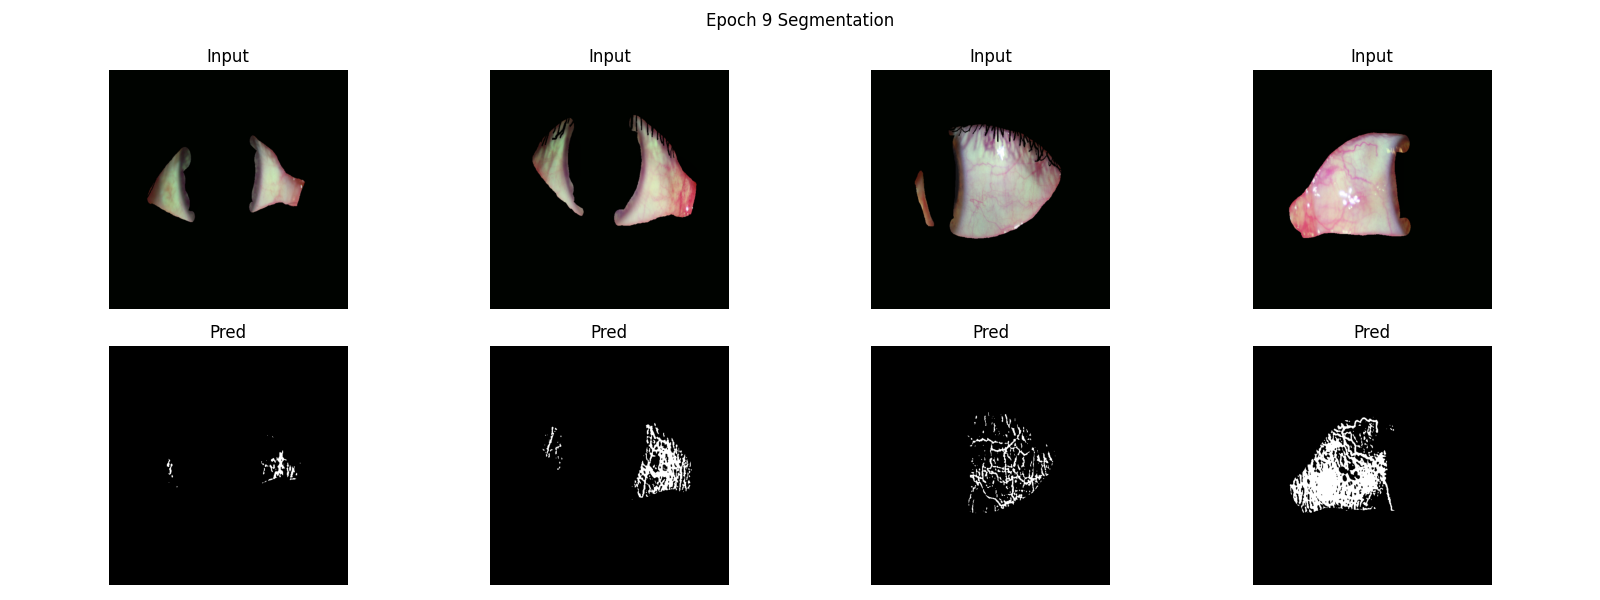 Epoch 9 Segmentation
Input Input Input Input
Pred Pred Pred Pred